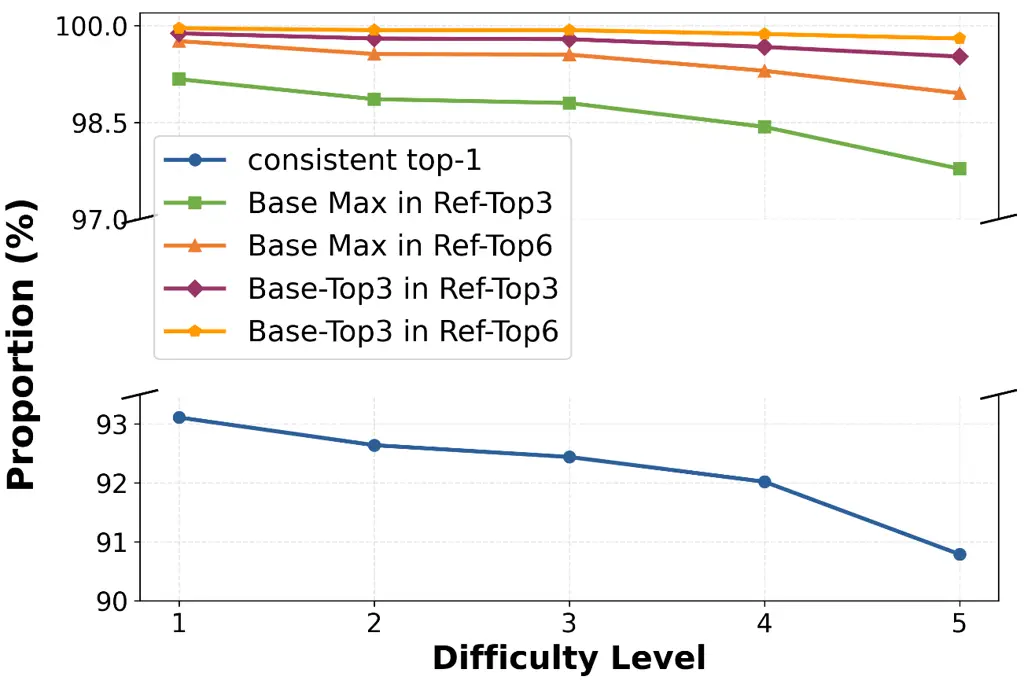 100.0
98.5
97.0
consistent top-1
Base Max in Ref-Top3
Base Max in Ref-Top6
Base-Top3 in Ref-Top3
Base-Top3 in Ref-Top6
Proportion (%)
93
92
91
90
1 2 3 4 5
Difficulty Level